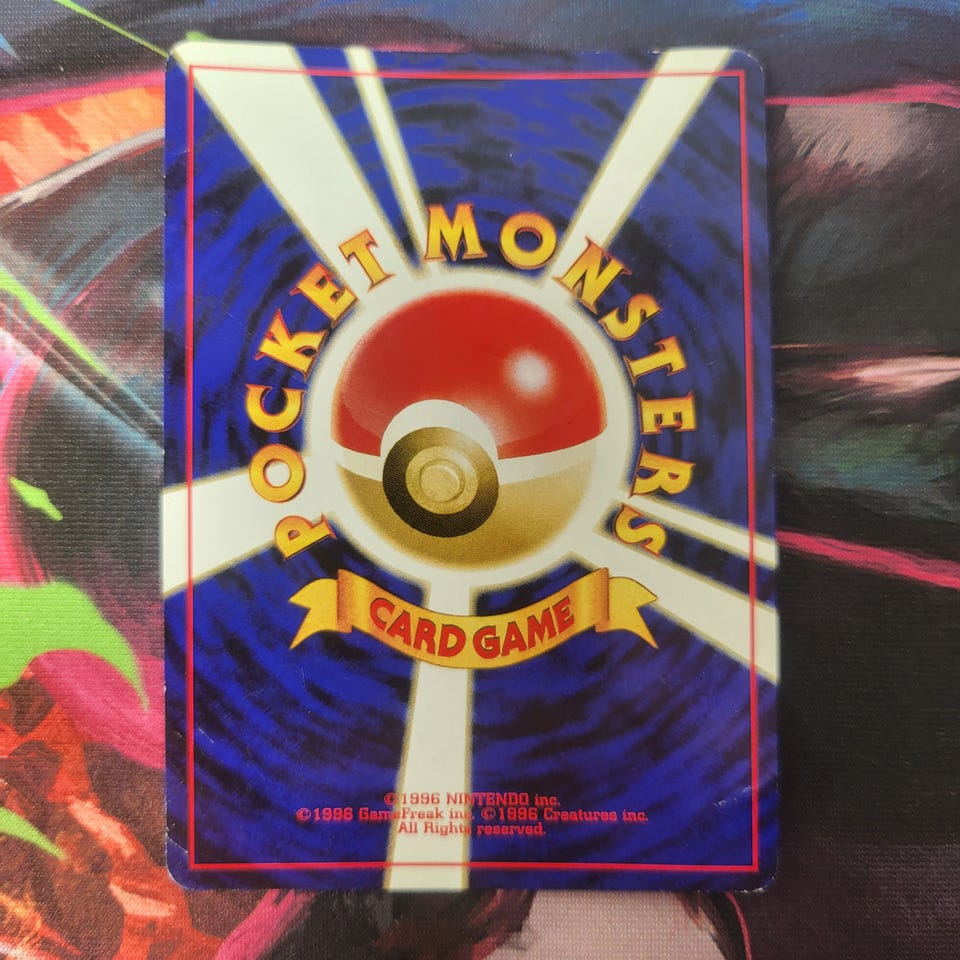 POCKET MONSTERS
CARD GAME
©1996 NINTENDO inc.
©1996 GameFreak inc. ©1996 Creatures inc.
All Rights reserved.